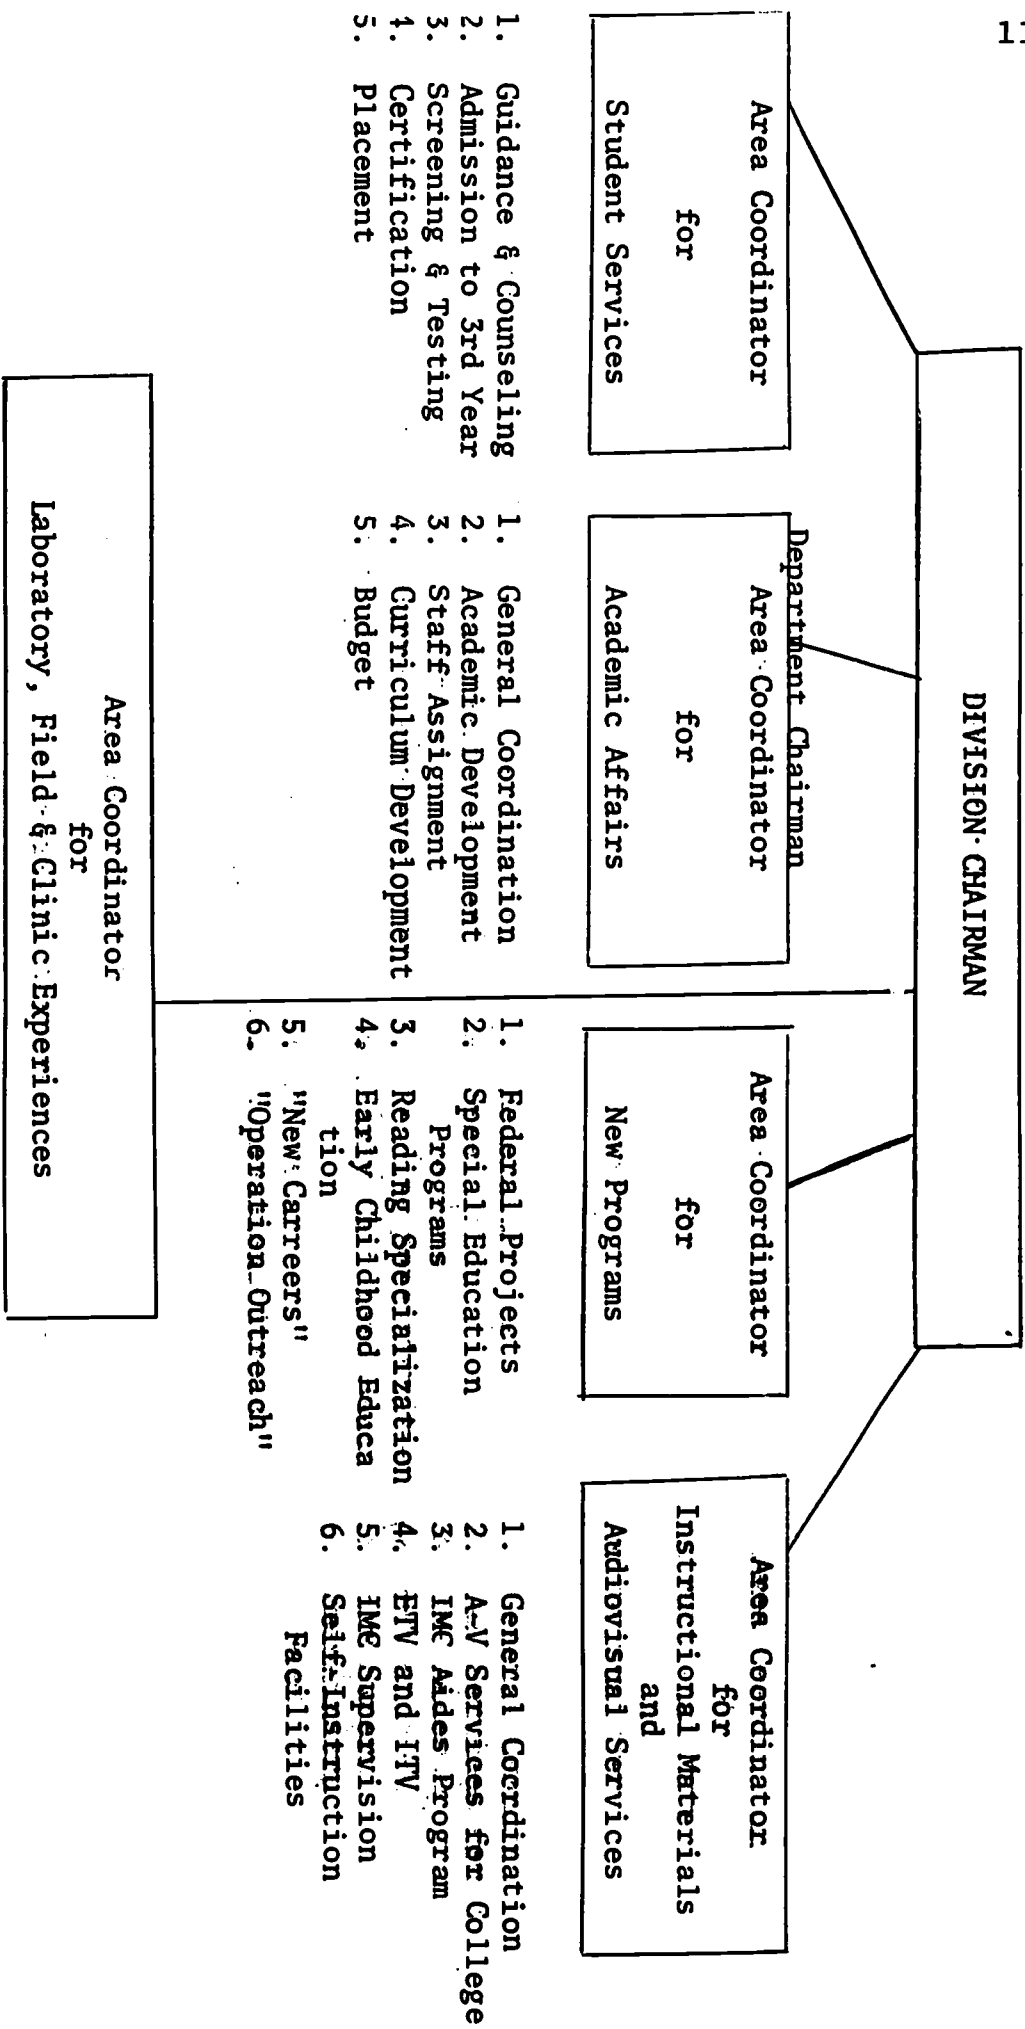 11
DIVISION CHAIRMAN
Area Coordinator
for
Student Services
1. Guidance & Counseling
2. Admission to 3rd Year
3. Screening & Testing
4. Certification
5. Placement
Department Chairman
Area Coordinator
for
Academic Affairs
1. General Coordination
2. Academic Development
3. Staff Assignment
4. Curriculum Development
5. Budget
Area Coordinator
for
New Programs
1. Federal Projects
2. Special Education
Programs
3. Reading Specialization
4. Early Childhood Educa
tion
5. "New Carreers"
6. "Operation Outreach"
Area Coordinator
for
Instructional Materials
and
Audiovisual Services
1. General Coordination
2. A-V Services for College
3. IMC Aides Program
4. ETV and ITV
5. IMC Supervision
6. Self-Instruction
Facilities
Area Coordinator
for
Laboratory, Field & Clinic Experiences